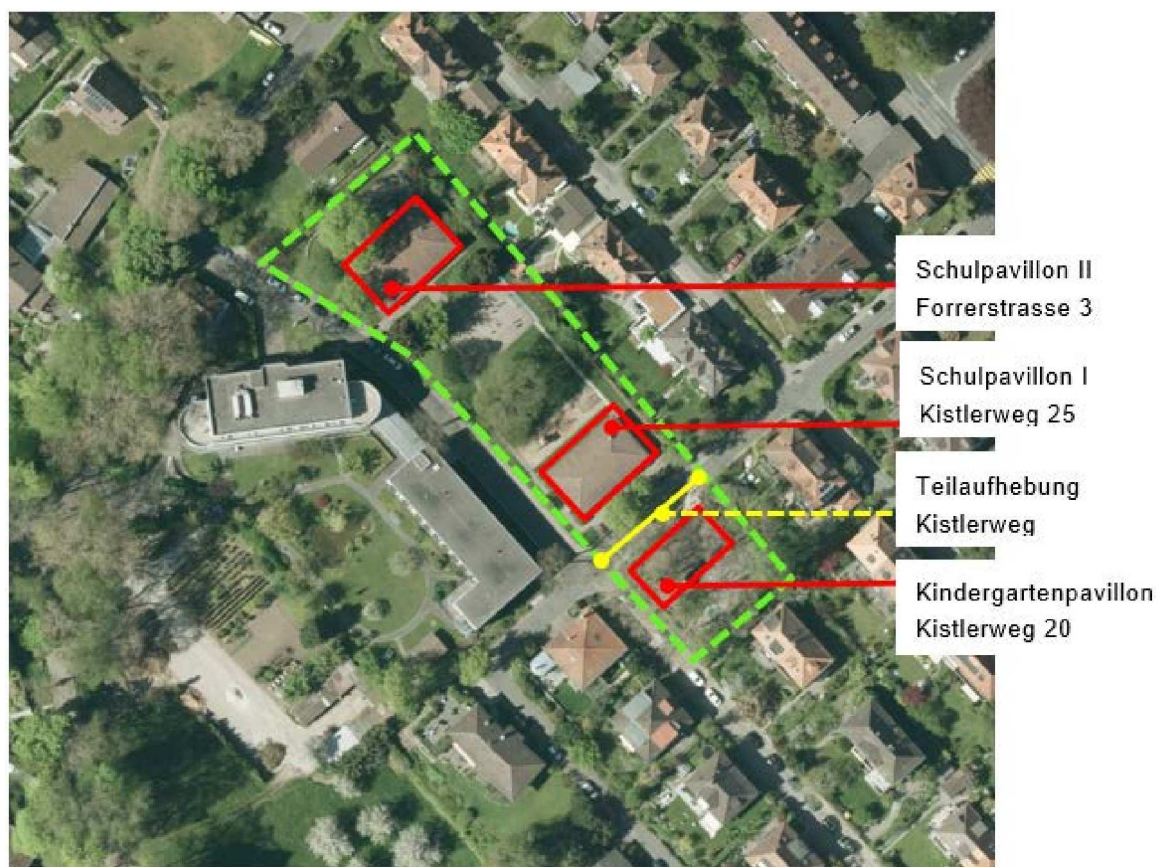 Schulpavillon II
Forrerstrasse 3
Schulpavillon I
Kistlerweg 25
Teilaufhebung
Kistlerweg
Kindergartenpavillon
Kistlerweg 20